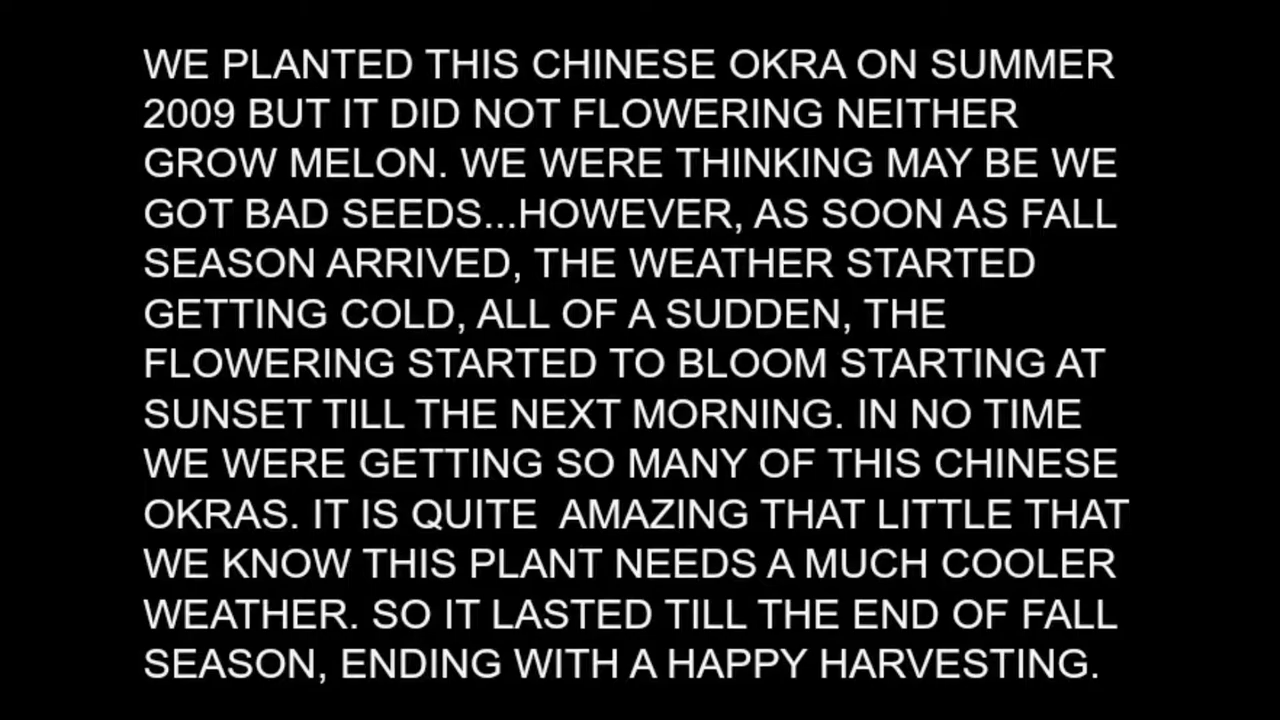 WE PLANTED THIS CHINESE OKRA ON SUMMER
2009 BUT IT DID NOT FLOWERING NEITHER
GROW MELON. WE WERE THINKING MAY BE WE
GOT BAD SEEDS...HOWEVER, AS SOON AS FALL
SEASON ARRIVED, THE WEATHER STARTED
GETTING COLD, ALL OF A SUDDEN, THE
FLOWERING STARTED TO BLOOM STARTING AT
SUNSET TILL THE NEXT MORNING. IN NO TIME
WE WERE GETTING SO MANY OF THIS CHINESE
OKRAS. IT IS QUITE  AMAZING THAT LITTLE THAT
WE KNOW THIS PLANT NEEDS A MUCH COOLER
WEATHER. SO IT LASTED TILL THE END OF FALL
SEASON, ENDING WITH A HAPPY HARVESTING.